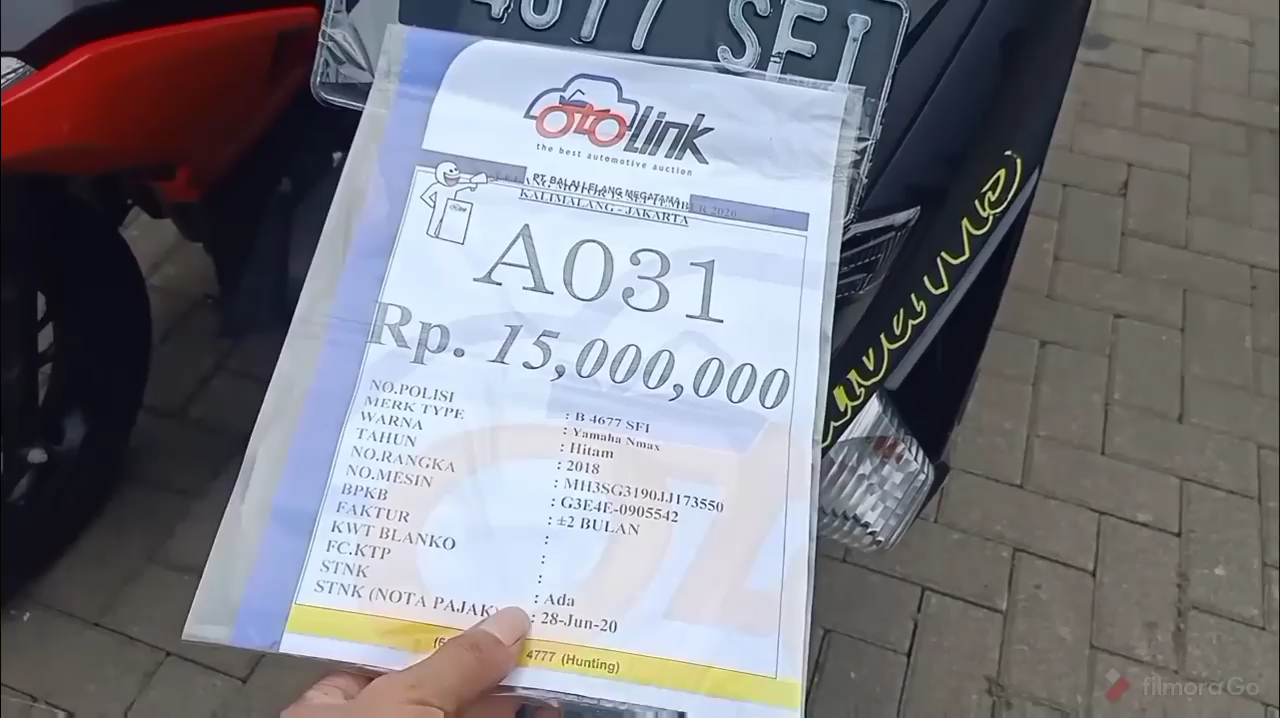 4677 SFI
OTOLink
the best automotive auction
PT. BALAI LELANG MEGATAMA
KALIMALANG - JAKARTA
A031
Rp. 15,000,000
NO.POLISI : B 4677 SFI
MERK TYPE : Yamaha Nmax
WARNA : Hitam
TAHUN : 2018
NO.RANGKA : MH3SG3190JJ173550
NO.MESIN : G3E4E-0905542
BPKB : ±2 BULAN
FAKTUR :
KWT BLANKO :
FC.KTP :
STNK : Ada
STNK (NOTA PAJAK) : 28-Jun-20
4777 (Hunting)
filmoraGo